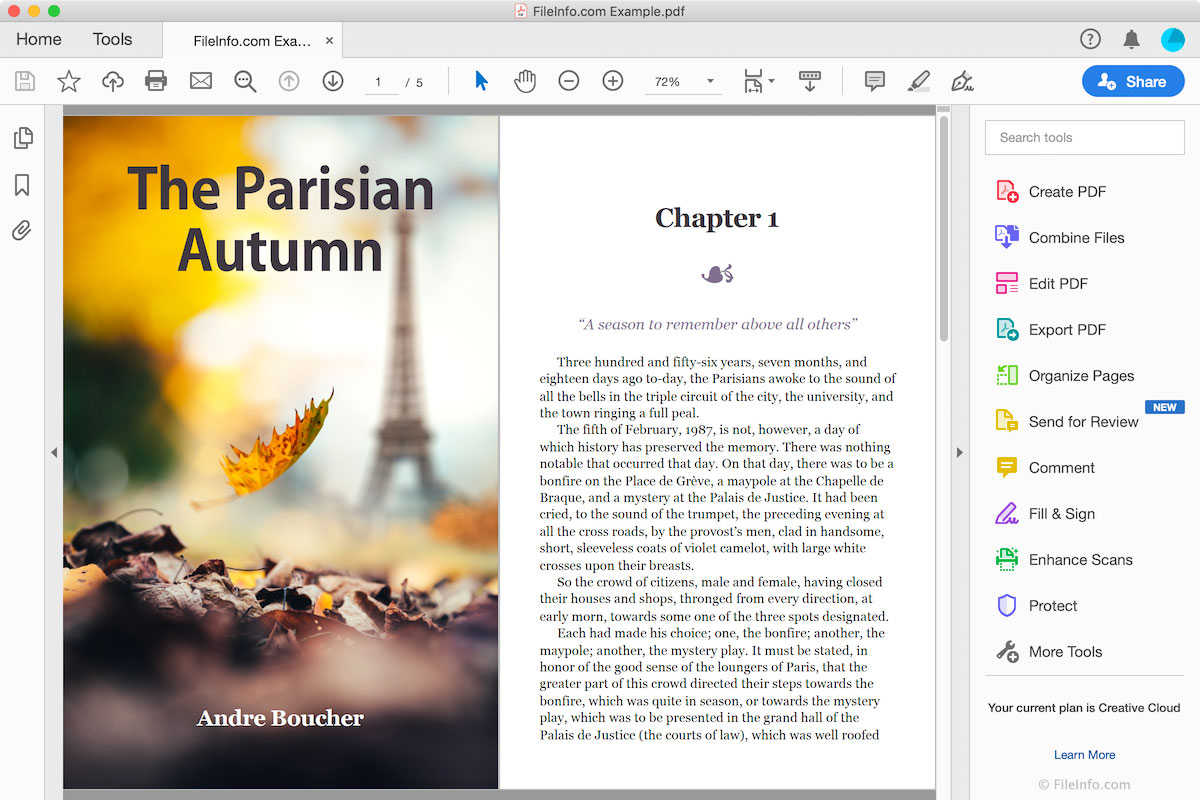 FileInfo.com Example.pdf
Home
Tools
FileInfo.com Exa... ×
1 / 5
72%
Share
The Parisian
Autumn
Andre Boucher
Chapter 1
“A season to remember above all others”
Three hundred and fifty-six years, seven months, and
eighteen days ago to-day, the Parisians awoke to the sound of
all the bells in the triple circuit of the city, the university, and
the town ringing a full peal.
The fifth of February, 1987, is not, however, a day of
which history has preserved the memory. There was nothing
notable that occurred that day. On that day, there was to be a
bonfire on the Place de Grève, a maypole at the Chapelle de
Braque, and a mystery at the Palais de Justice. It had been
cried, to the sound of the trumpet, the preceding evening at
all the cross roads, by the provost’s men, clad in handsome,
short, sleeveless coats of violet camelot, with large white
crosses upon their breasts.
So the crowd of citizens, male and female, having closed
their houses and shops, thronged from every direction, at
early morn, towards some one of the three spots designated.
Each had made his choice; one, the bonfire; another, the
maypole; another, the mystery play. It must be stated, in
honor of the good sense of the loungers of Paris, that the
greater part of this crowd directed their steps towards the
bonfire, which was quite in season, or towards the mystery
play, which was to be presented in the grand hall of the
Palais de Justice (the courts of law), which was well roofed
Search tools
Create PDF
Combine Files
Edit PDF
Export PDF
Organize Pages
NEW
Send for Review
Comment
Fill & Sign
Enhance Scans
Protect
More Tools
Your current plan is Creative Cloud
Learn More
© FileInfo.com